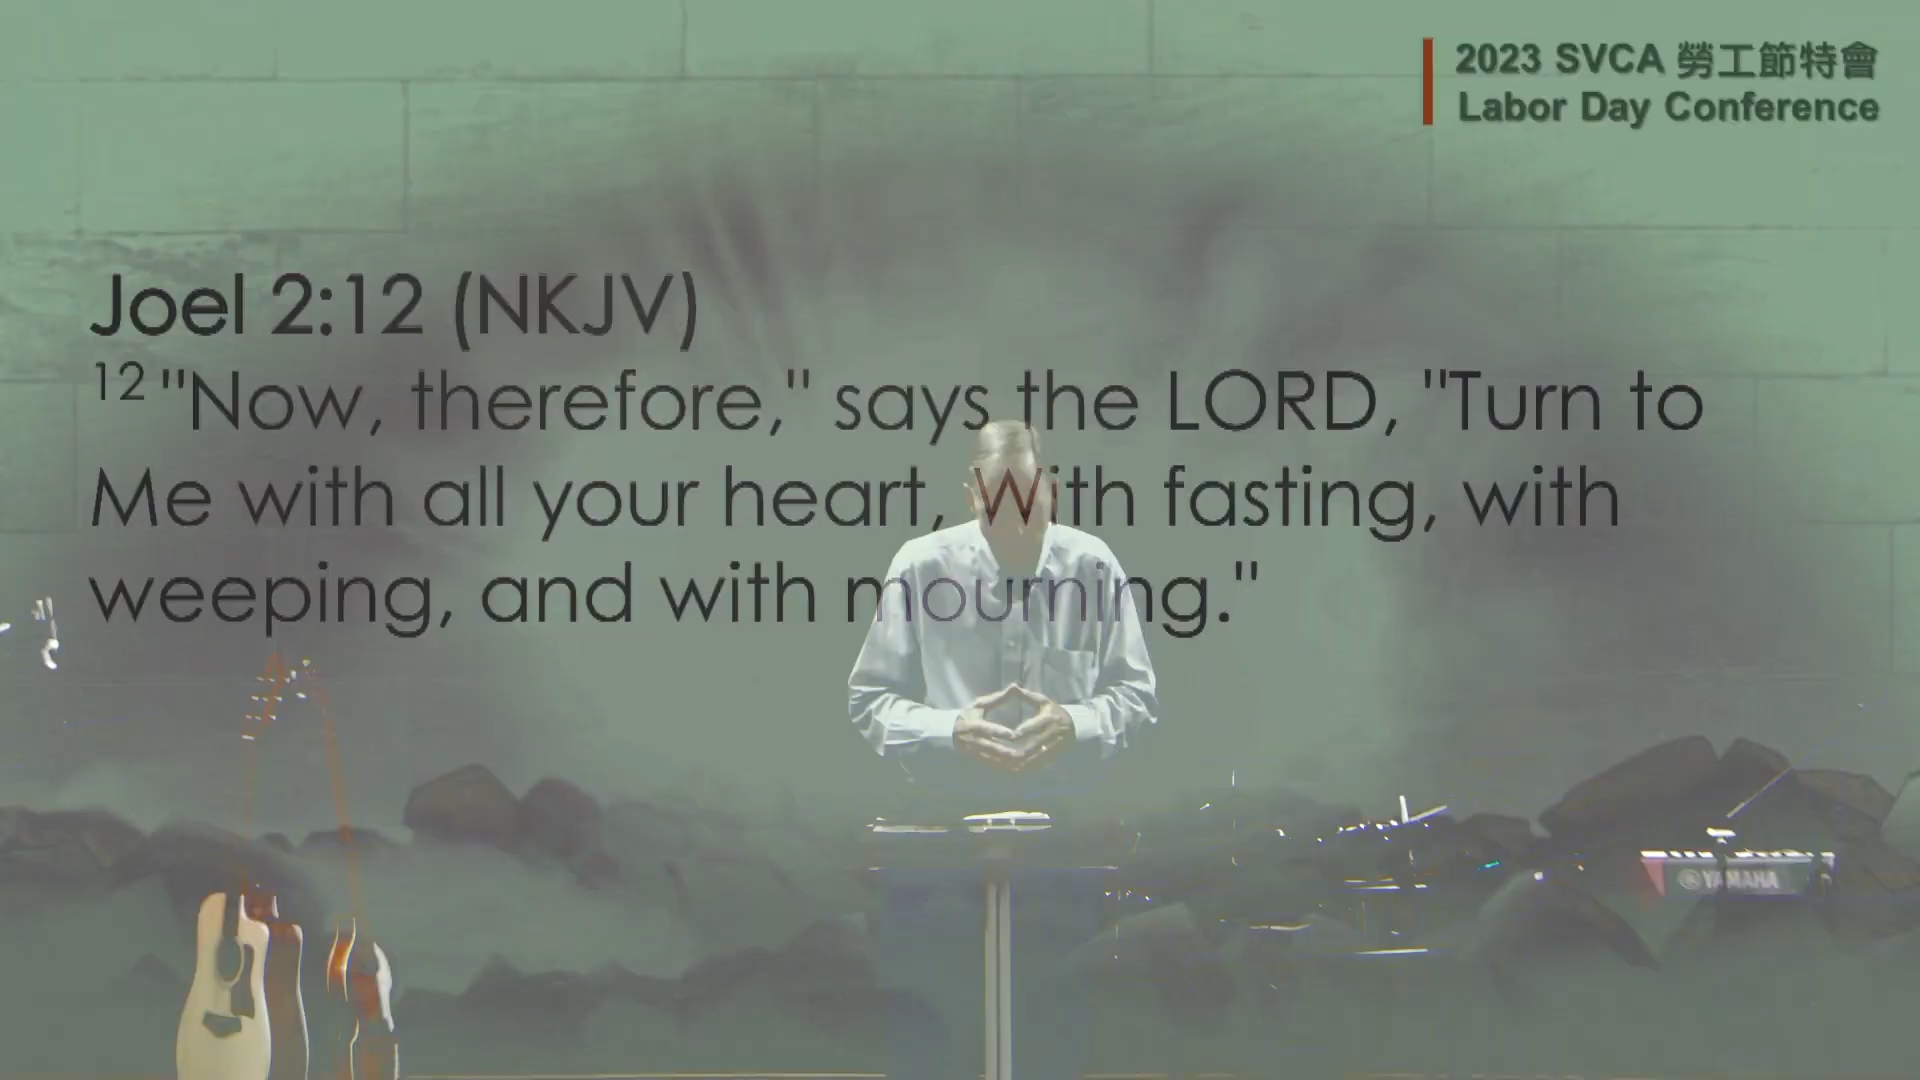 2023 SVCA 勞工節特會
Labor Day Conference
Joel 2:12 (NKJV)
12 "Now, therefore," says the LORD, "Turn to
Me with all your heart, With fasting, with
weeping, and with mourning."
YAMAHA